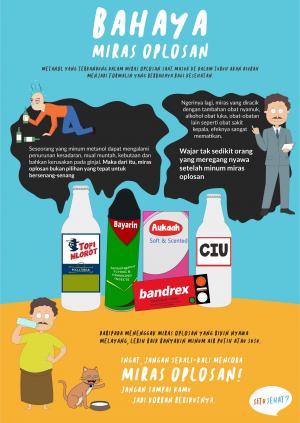 BAHAYA
MIRAS OPLOSAN
METANOL YANG TERKANDUNG DALAM MIRAS OPLOSAN SAAT MASUK KE DALAM TUBUH AKAN DIUBAH
MENJADI FORMALIN YANG BERBAHAYA BAGI KESEHATAN
Seseorang yang minum metanol dapat mengalami
penurunan kesadaran, mual muntah, kebutaan dan
bahkan kerusakan pada ginjal. Maka dari itu, miras
oplosan bukan pilihan yang tepat untuk
bersenang-senang
Ngerinya lagi, miras yang diracik
dengan tambahan obat nyamuk,
alkohol obat luka, obat-obatan
lain seperti obat sakit
kepala, efeknya sangat
mematikan.
Wajar tak sedikit orang
yang meregang nyawa
setelah minum miras
oplosan
TOPI
MLOROT
Bayarin
Aukaah
Soft & Scented
CIU
bandrex
DARIPADA MENENGGAK MIRAS OPLOSAN YANG BIKIN NYAWA
MELAYANG, LEBIH BAIK BANYAKIN MINUM AIR PUTIH ATAU SUSU.
INGAT, JANGAN SEKALI-KALI MENCOBA
MIRAS OPLOSAN!
JANGAN SAMPAI KAMU
JADI KORBAN BERIKUTNYA
SETUSEHAT?